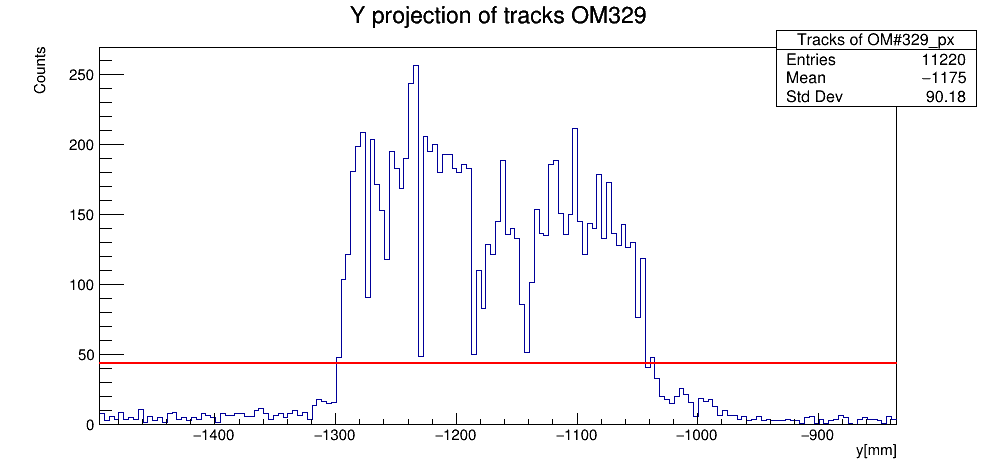 Y projection of tracks OM329
Tracks of OM#329_px
Entries 11220
Mean −1175
Std Dev 90.18
Counts
250
200
150
100
50
0
−1400 −1300 −1200 −1100 −1000 −900
y[mm]